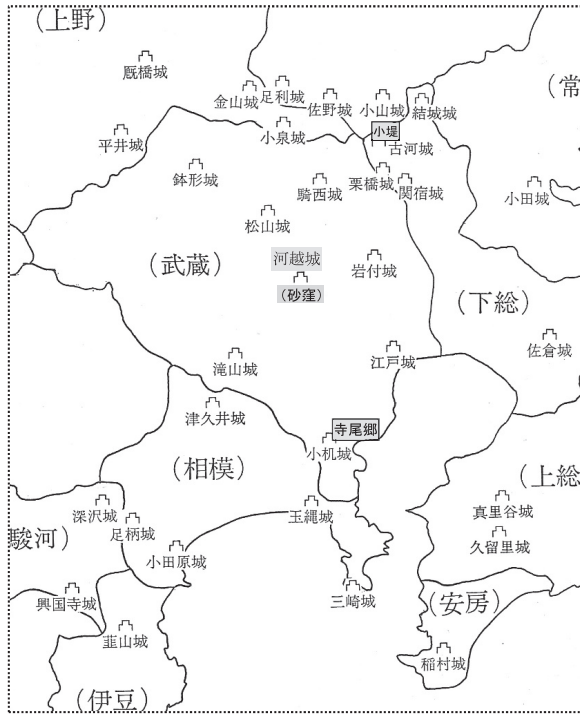 (上野)
厩橋城
(常
金山城
足利城
佐野城
小山城
結城城
平井城
小泉城
小堤
古河城
鉢形城
騎西城
栗橋城
関宿城
小田城
松山城
(武蔵)
河越城
(砂窪)
岩付城
(下総)
佐倉城
滝山城
江戸城
津久井城
寺尾郷
小机城
(相模)
(上総
深沢城
足柄城
玉縄城
真里谷城
駿河)
小田原城
久留里城
興国寺城
三崎城
(安房)
韮山城
稲村城
(伊豆)